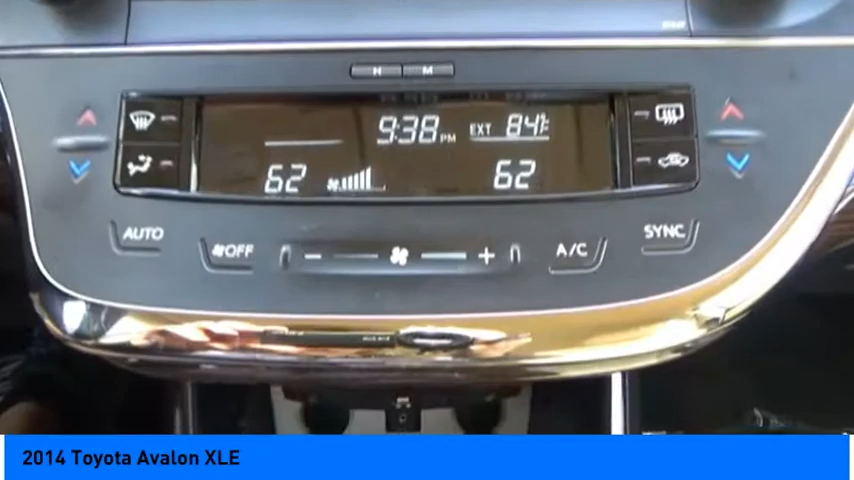 H M
9:38 PM EXT 84°F
62 62
AUTO OFF − + A/C SYNC
2014 Toyota Avalon XLE